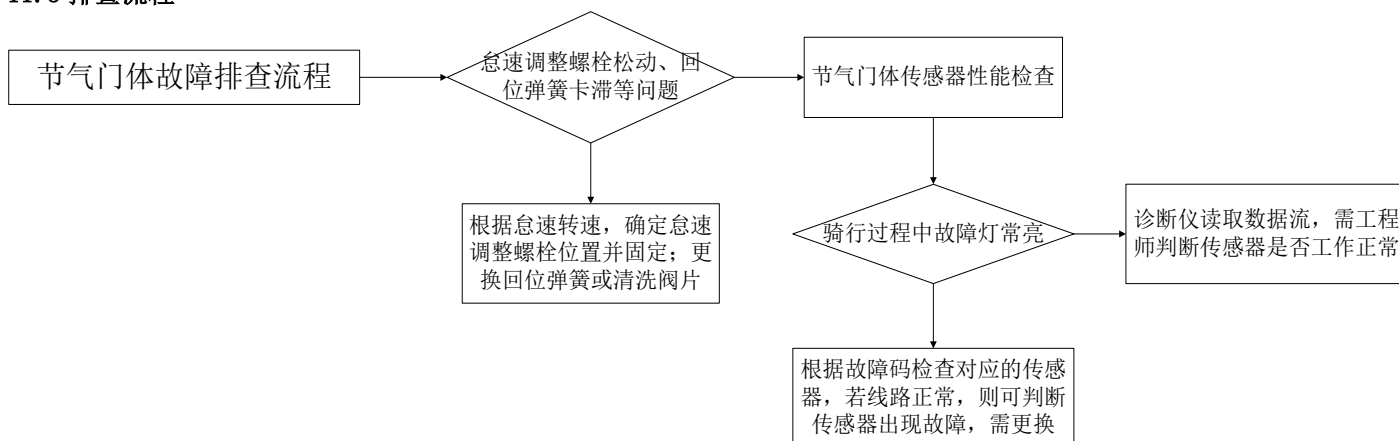 排查流程
节气门体故障排查流程
怠速调整螺栓松动、回
位弹簧卡滞等问题
节气门体传感器性能检查
根据怠速转速，确定怠速
调整螺栓位置并固定；更
换回位弹簧或清洗阀片
骑行过程中故障灯常亮
诊断仪读取数据流，需工程
师判断传感器是否工作正常
根据故障码检查对应的传感
器，若线路正常，则可判断
传感器出现故障，需更换